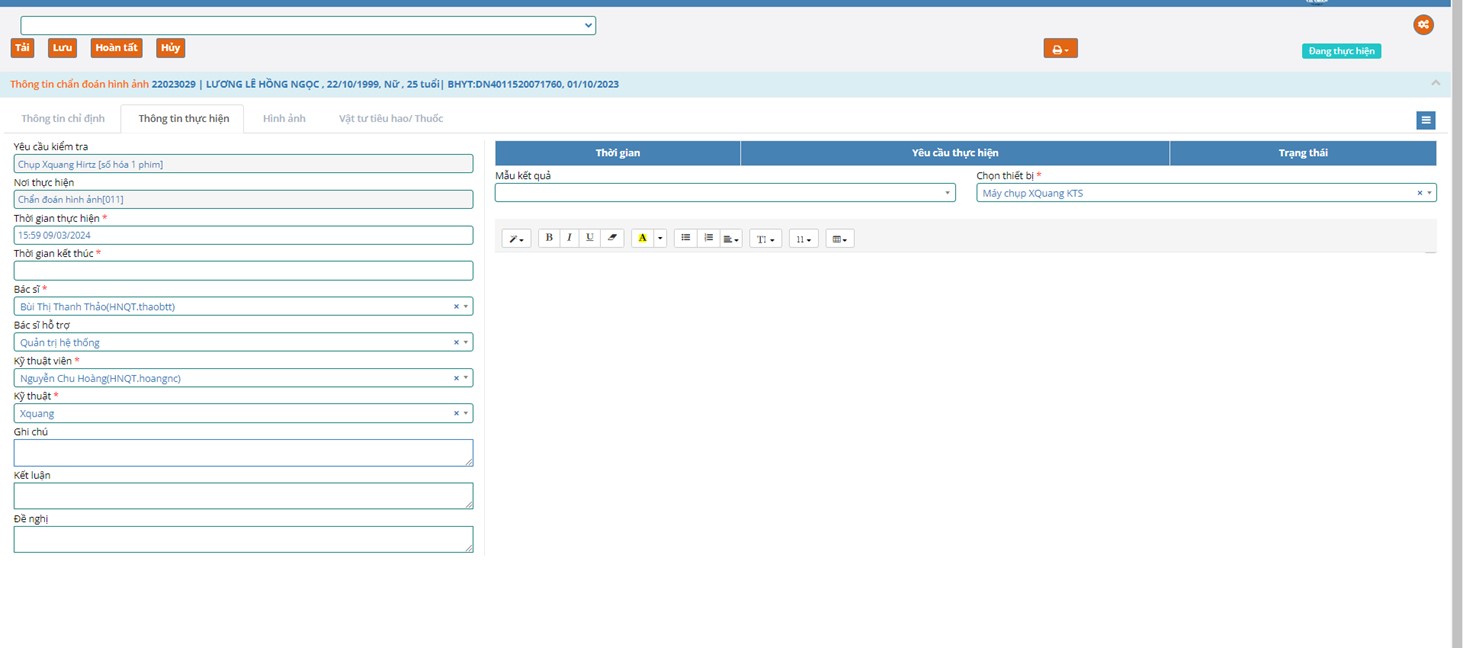 Tải Lưu Hoàn tất Hủy
Đang thực hiện
Thông tin chẩn đoán hình ảnh 22023029 | LƯƠNG LÊ HỒNG NGỌC , 22/10/1999, Nữ , 25 tuổi| BHYT:DN4011520071760, 01/10/2023
Thông tin chỉ định Thông tin thực hiện Hình ảnh Vật tư tiêu hao/ Thuốc
Yêu cầu kiểm tra
Chụp Xquang Hirtz [số hóa 1 phim]
Nơi thực hiện
Chẩn đoán hình ảnh[011]
Thời gian thực hiện *
15:59 09/03/2024
Thời gian kết thúc *
Bác sĩ *
Bùi Thị Thanh Thảo(HNQT.thaobtt) ×
Bác sĩ hỗ trợ
Quản trị hệ thống ×
Kỹ thuật viên *
Nguyễn Chu Hoàng(HNQT.hoangnc) ×
Kỹ thuật *
Xquang ×
Ghi chú
Kết luận
Đề nghị
Thời gian Yêu cầu thực hiện Trạng thái
Mẫu kết quả Chọn thiết bị *
Máy chụp XQuang KTS ×
B I U A 11